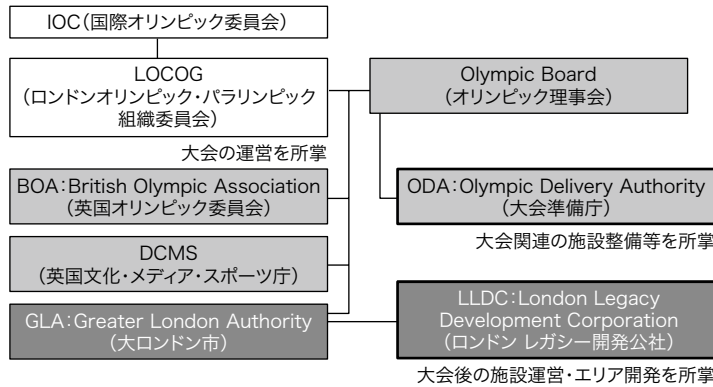 IOC(国際オリンピック委員会)
LOCOG
(ロンドンオリンピック・パラリンピック
組織委員会)
大会の運営を所掌
Olympic Board
(オリンピック理事会)
BOA:British Olympic Association
(英国オリンピック委員会)
ODA:Olympic Delivery Authority
(大会準備庁)
大会関連の施設整備等を所掌
DCMS
(英国文化・メディア・スポーツ庁)
GLA:Greater London Authority
(大ロンドン市)
LLDC:London Legacy
Development Corporation
(ロンドン レガシー開発公社)
大会後の施設運営・エリア開発を所掌